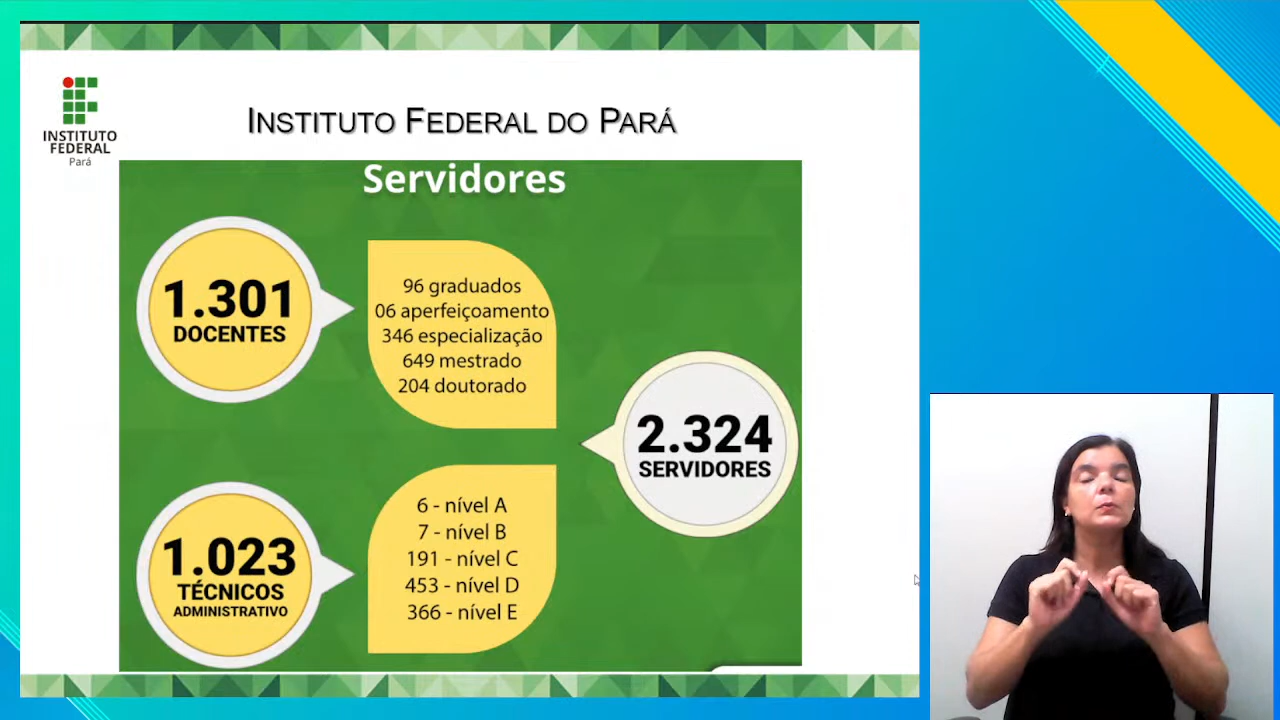 INSTITUTO
FEDERAL
Pará
INSTITUTO FEDERAL DO PARÁ
Servidores
1.301
DOCENTES
96 graduados
06 aperfeiçoamento
346 especialização
649 mestrado
204 doutorado
2.324
SERVIDORES
1.023
TÉCNICOS
ADMINISTRATIVO
6 - nível A
7 - nível B
191 - nível C
453 - nível D
366 - nível E